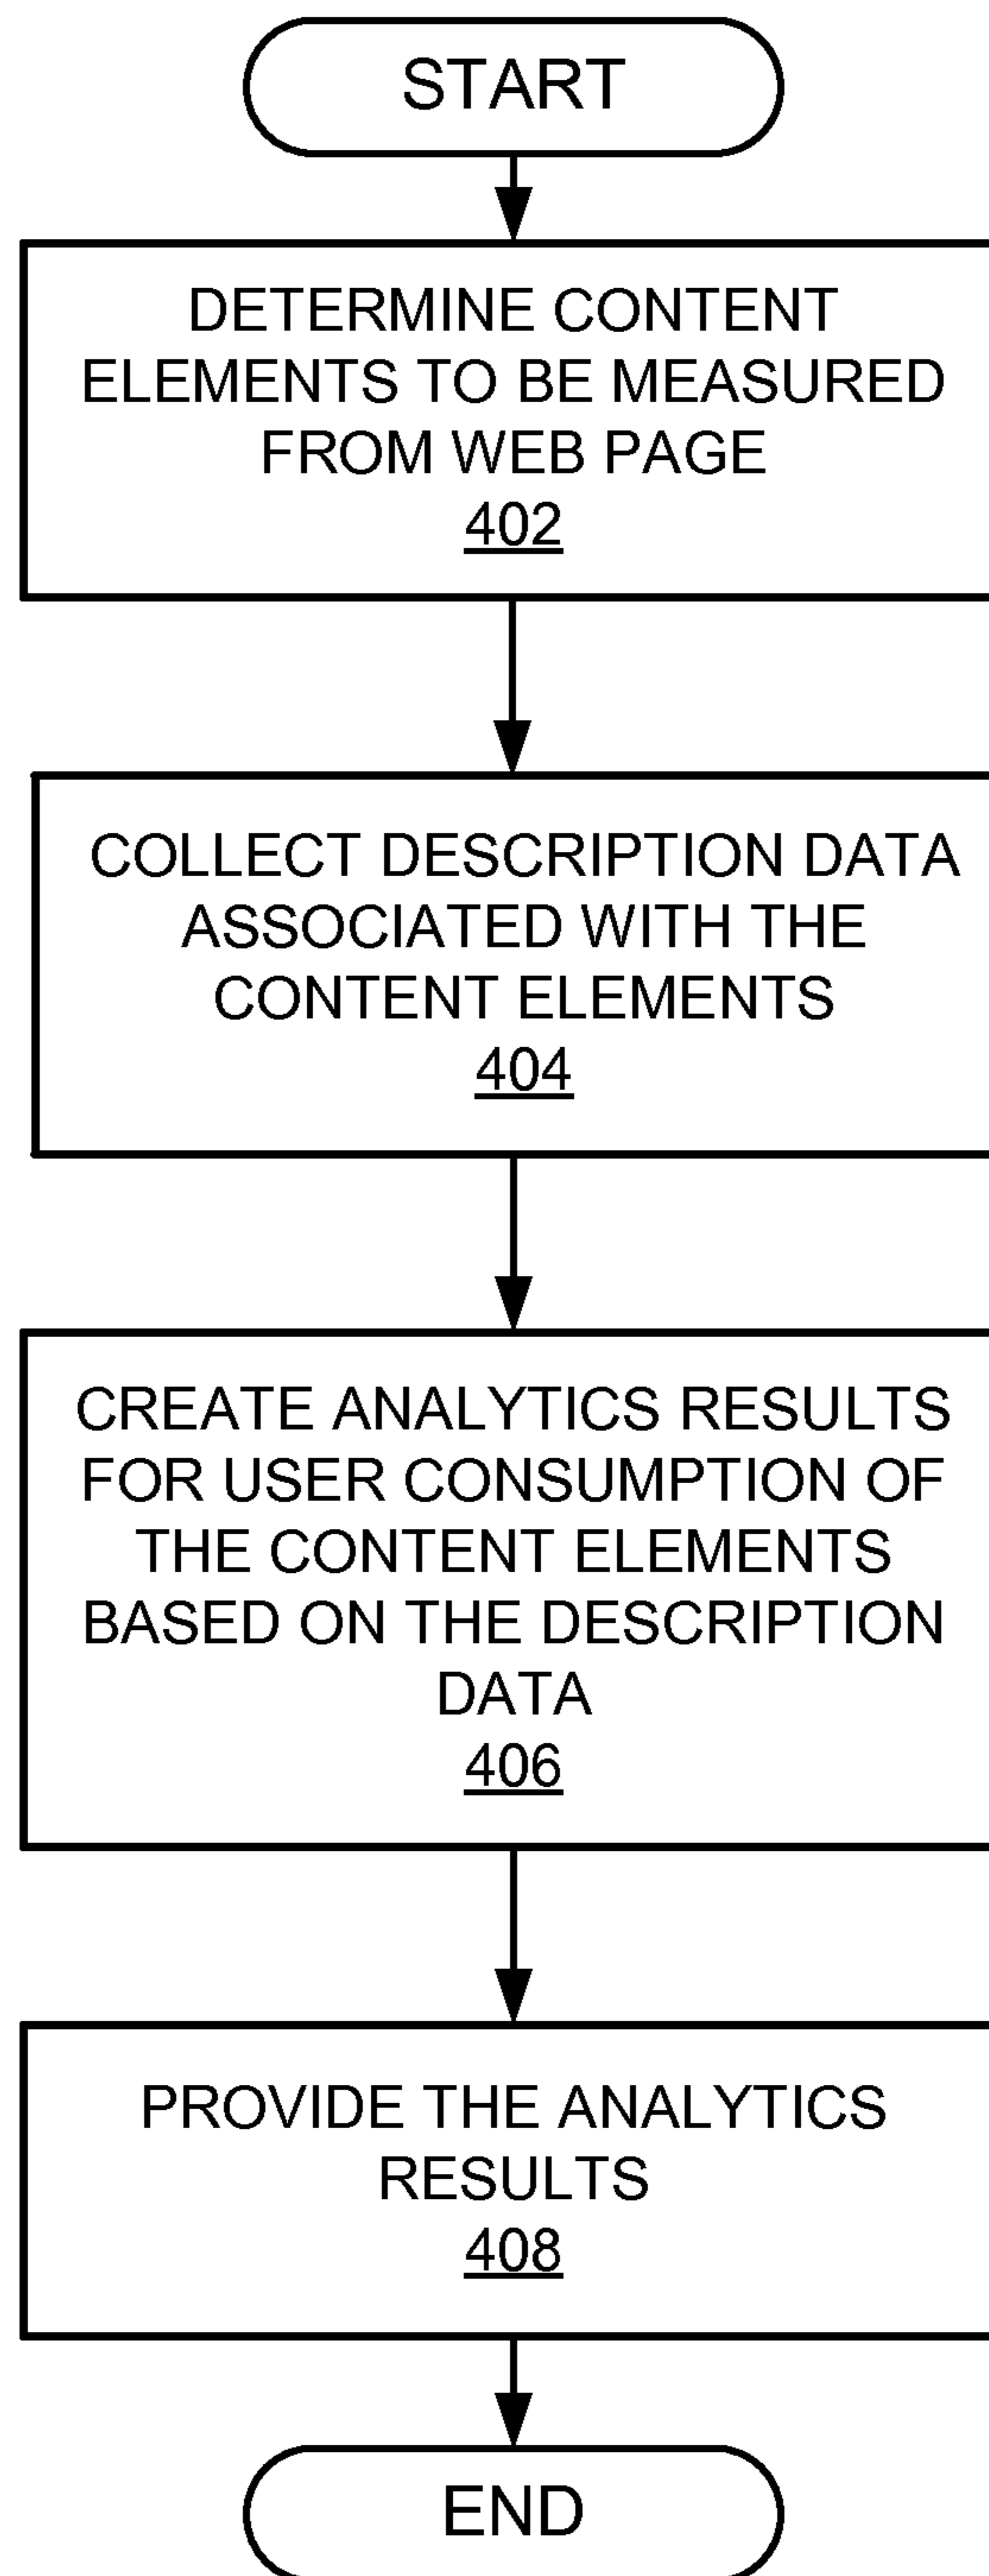 START
DETERMINE CONTENT
ELEMENTS TO BE MEASURED
FROM WEB PAGE
402
COLLECT DESCRIPTION DATA
ASSOCIATED WITH THE
CONTENT ELEMENTS
404
CREATE ANALYTICS RESULTS
FOR USER CONSUMPTION OF
THE CONTENT ELEMENTS
BASED ON THE DESCRIPTION
DATA
406
PROVIDE THE ANALYTICS
RESULTS
408
END